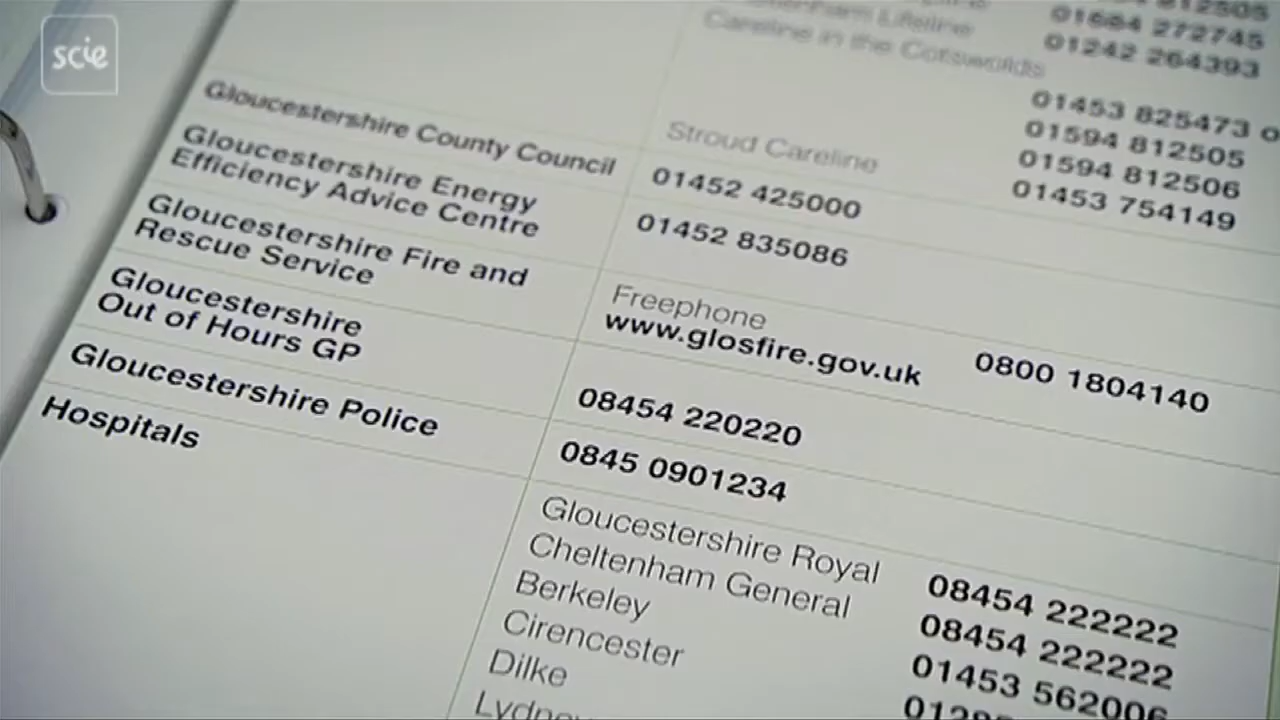 scie
812505
01684 272745
Lifeline
01242 264393
Careline in the Cotswolds
01453 825473
01594 812505
01594 812506
Stroud Careline
01453 754149
Gloucestershire County Council
01452 425000
Gloucestershire Energy
Efficiency Advice Centre
01452 835086
Gloucestershire Fire and
Rescue Service
Freephone
0800 1804140
www.glosfire.gov.uk
Gloucestershire
Out of Hours GP
08454 220220
Gloucestershire Police
0845 0901234
Hospitals
Gloucestershire Royal
08454 222222
Cheltenham General
08454 222222
Berkeley
01453 562006
Cirencester
Dilke